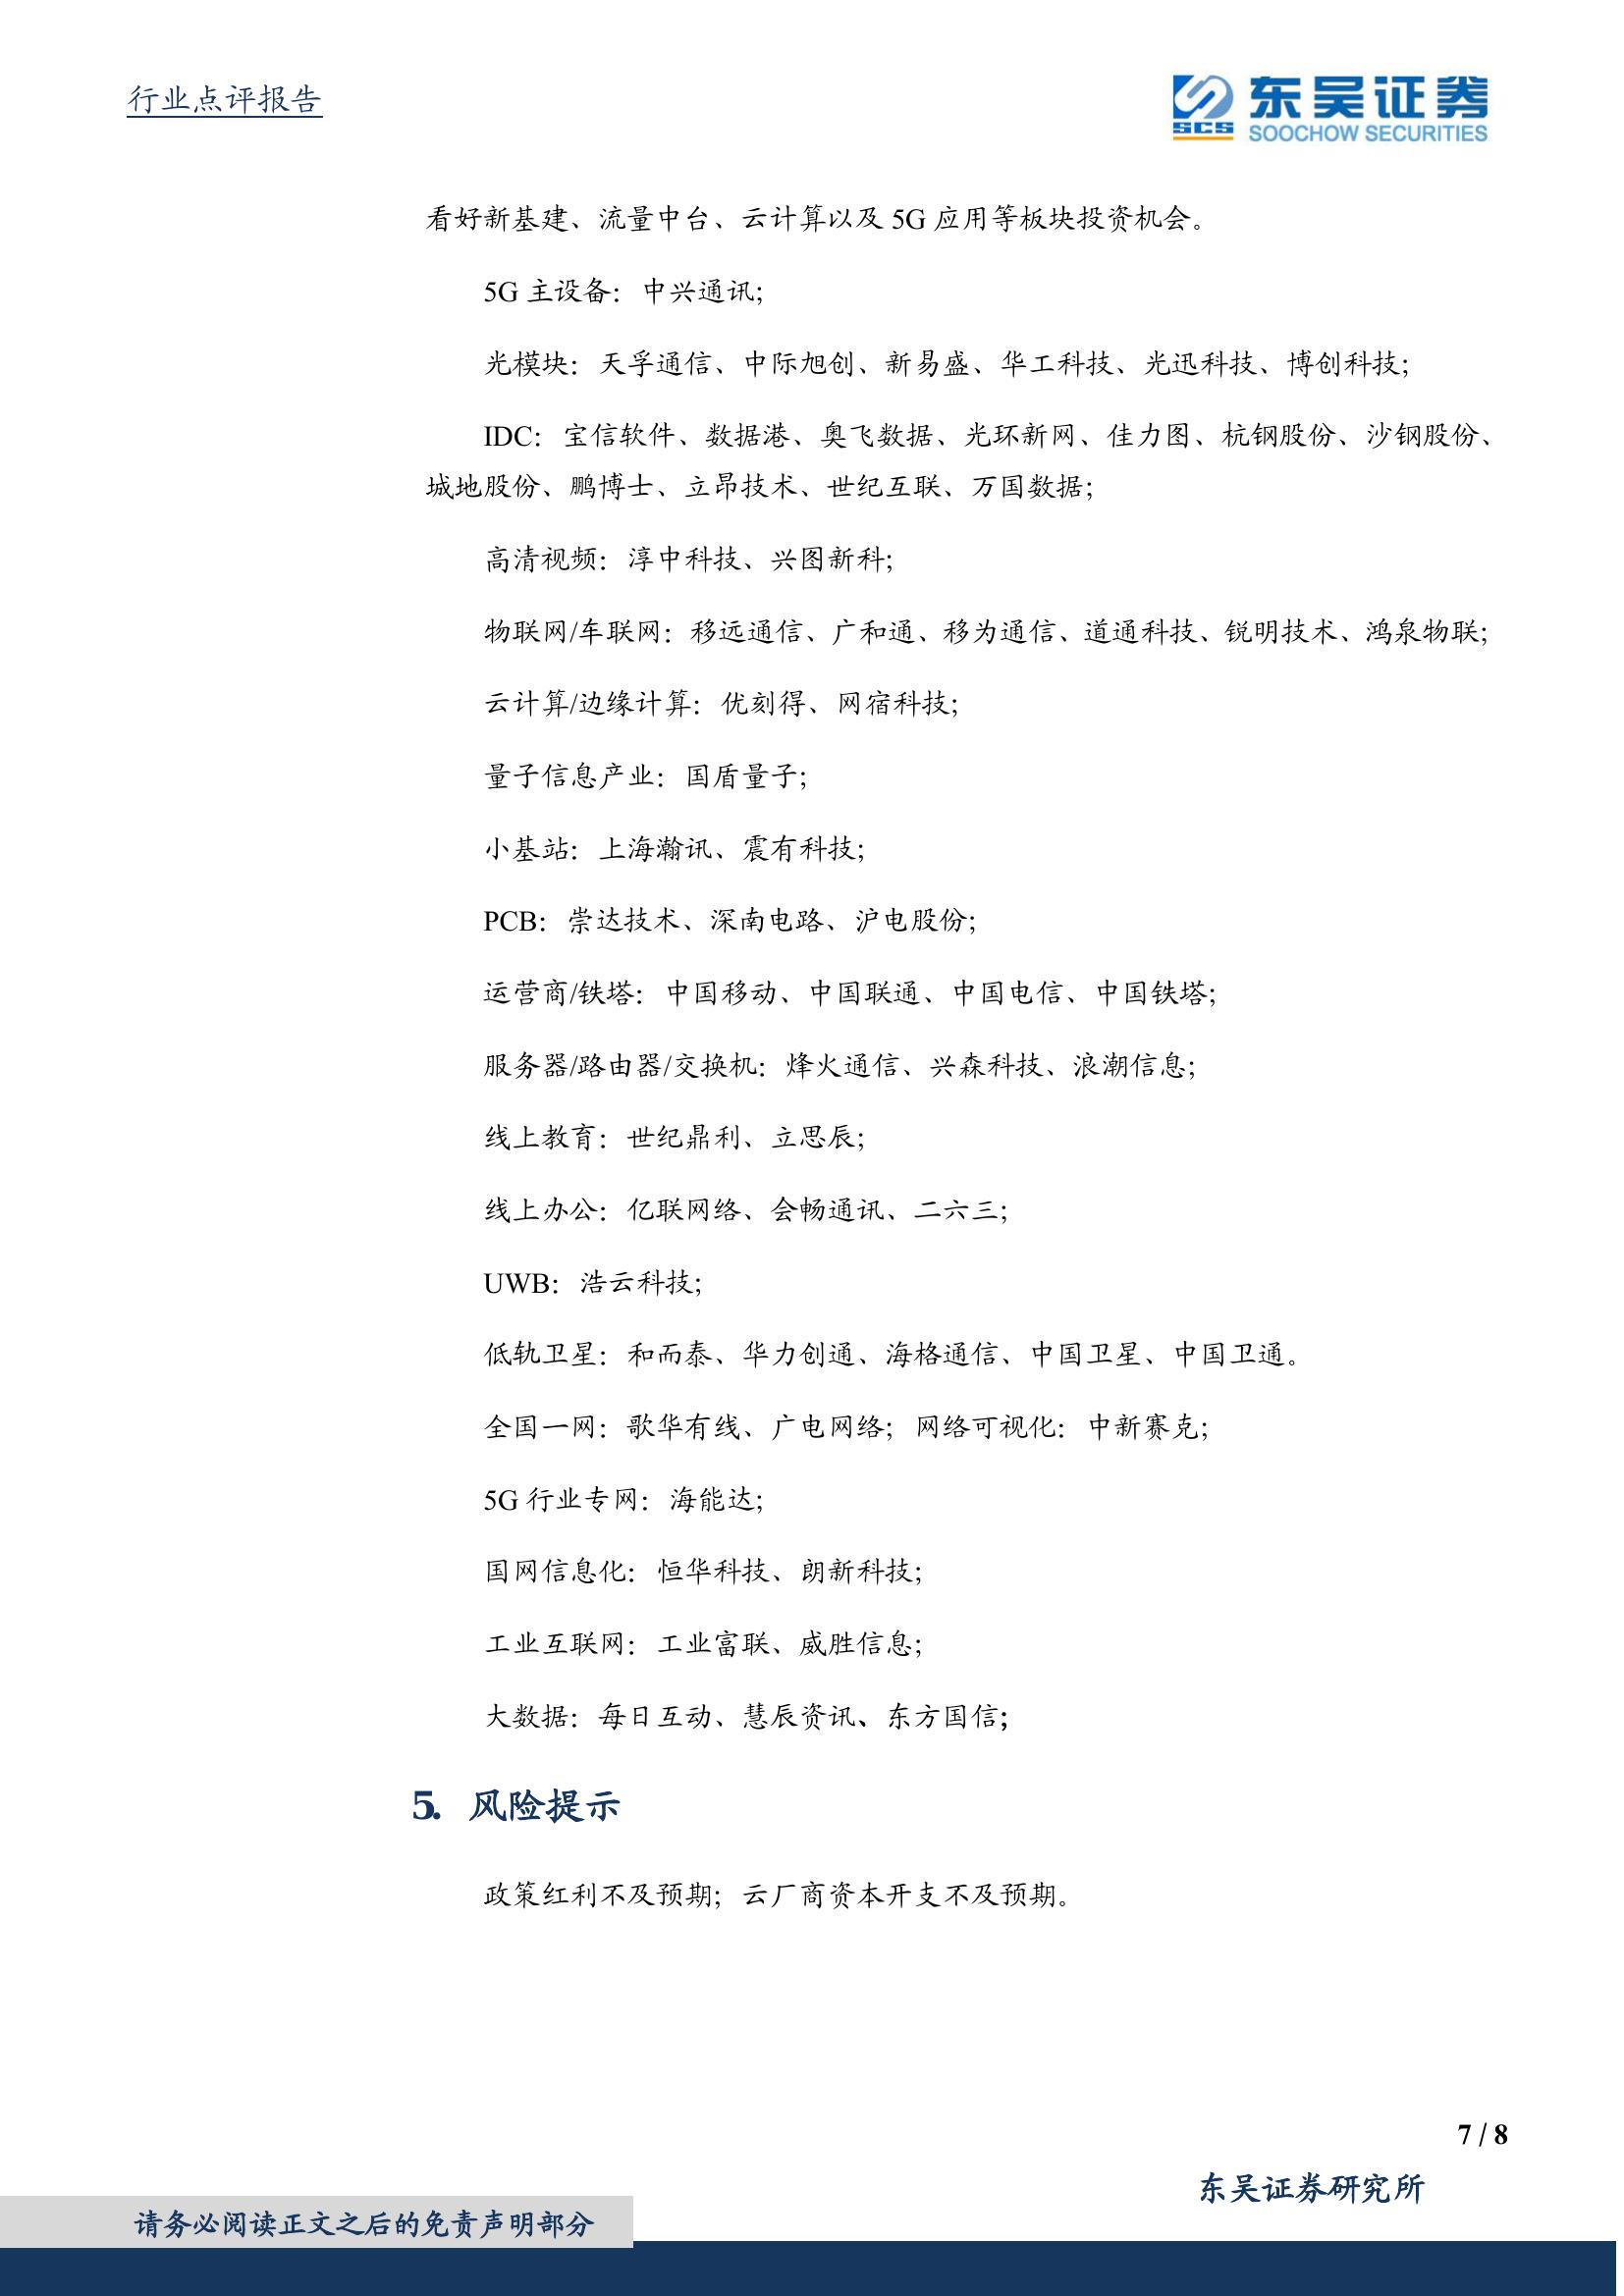 行业点评报告
SCS
东吴证券
SOOCHOW SECURITIES
看好新基建、流量中台、云计算以及 5G 应用等板块投资机会。
5G 主设备：中兴通讯；
光模块：天孚通信、中际旭创、新易盛、华工科技、光迅科技、博创科技；
IDC：宝信软件、数据港、奥飞数据、光环新网、佳力图、杭钢股份、沙钢股份、
城地股份、鹏博士、立昂技术、世纪互联、万国数据；
高清视频：淳中科技、兴图新科；
物联网/车联网：移远通信、广和通、移为通信、道通科技、锐明技术、鸿泉物联；
云计算/边缘计算：优刻得、网宿科技；
量子信息产业：国盾量子；
小基站：上海瀚讯、震有科技；
PCB：崇达技术、深南电路、沪电股份；
运营商/铁塔：中国移动、中国联通、中国电信、中国铁塔；
服务器/路由器/交换机：烽火通信、兴森科技、浪潮信息；
线上教育：世纪鼎利、立思辰；
线上办公：亿联网络、会畅通讯、二六三；
UWB：浩云科技；
低轨卫星：和而泰、华力创通、海格通信、中国卫星、中国卫通。
全国一网：歌华有线、广电网络；网络可视化：中新赛克；
5G 行业专网：海能达；
国网信息化：恒华科技、朗新科技；
工业互联网：工业富联、威胜信息；
大数据：每日互动、慧辰资讯、东方国信；
5. 风险提示
政策红利不及预期；云厂商资本开支不及预期。
7 / 8
东吴证券研究所
请务必阅读正文之后的免责声明部分